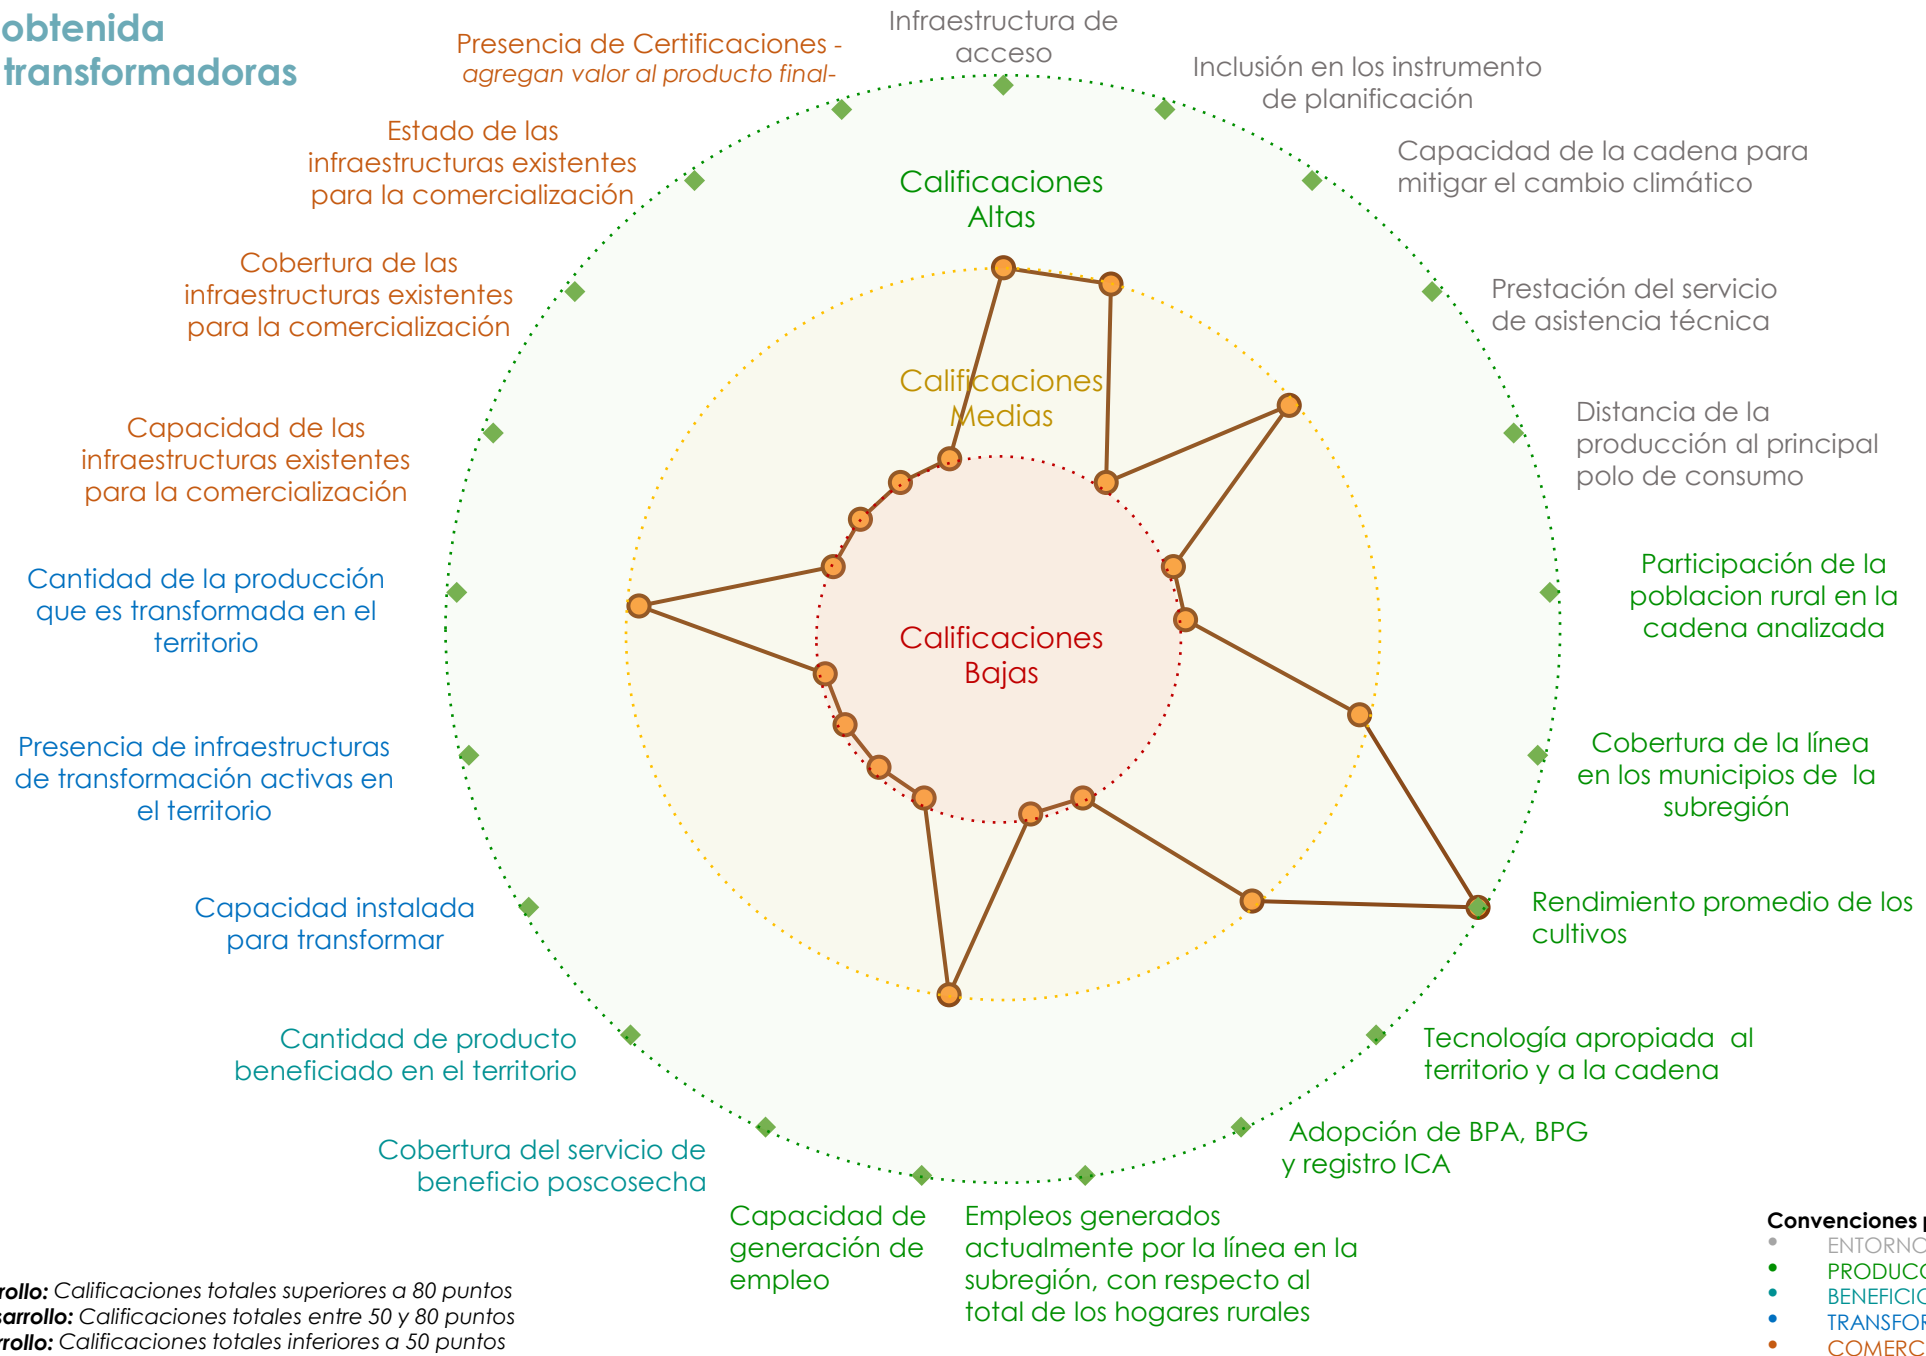 obtenida
transformadoras
Infraestructura de
acceso
Presencia de Certificaciones -
agregan valor al producto final-
Inclusión en los instrumento
de planificación
Estado de las
infraestructuras existentes
para la comercialización
Capacidad de la cadena para
mitigar el cambio climático
Calificaciones
Altas
Cobertura de las
infraestructuras existentes
para la comercialización
Prestación del servicio
de asistencia técnica
Calificaciones
Medias
Capacidad de las
infraestructuras existentes
para la comercialización
Distancia de la
producción al principal
polo de consumo
Cantidad de la producción
que es transformada en el
territorio
Participación de la
poblacion rural en la
cadena analizada
Calificaciones
Bajas
Presencia de infraestructuras
de transformación activas en
el territorio
Cobertura de la línea
en los municipios de la
subregión
Capacidad instalada
para transformar
Rendimiento promedio de los
cultivos
Cantidad de producto
beneficiado en el territorio
Tecnología apropiada al
territorio y a la cadena
Cobertura del servicio de
beneficio poscosecha
Adopción de BPA, BPG
y registro ICA
Capacidad de
generación de
empleo
Empleos generados
actualmente por la línea en la
subregión, con respecto al
total de los hogares rurales
rollo: Calificaciones totales superiores a 80 puntos
sarrollo: Calificaciones totales entre 50 y 80 puntos
rrollo: Calificaciones totales inferiores a 50 puntos
Convenciones p
• ENTORNO
• PRODUCC
• BENEFICIO
• TRANSFOR
• COMERC